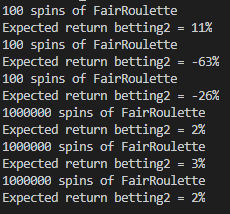 100 spins of FairRoulette
Expected return betting2 = 11%
100 spins of FairRoulette
Expected return betting2 = -63%
100 spins of FairRoulette
Expected return betting2 = -26%
1000000 spins of FairRoulette
Expected return betting2 = 2%
1000000 spins of FairRoulette
Expected return betting2 = 3%
1000000 spins of FairRoulette
Expected return betting2 = 2%